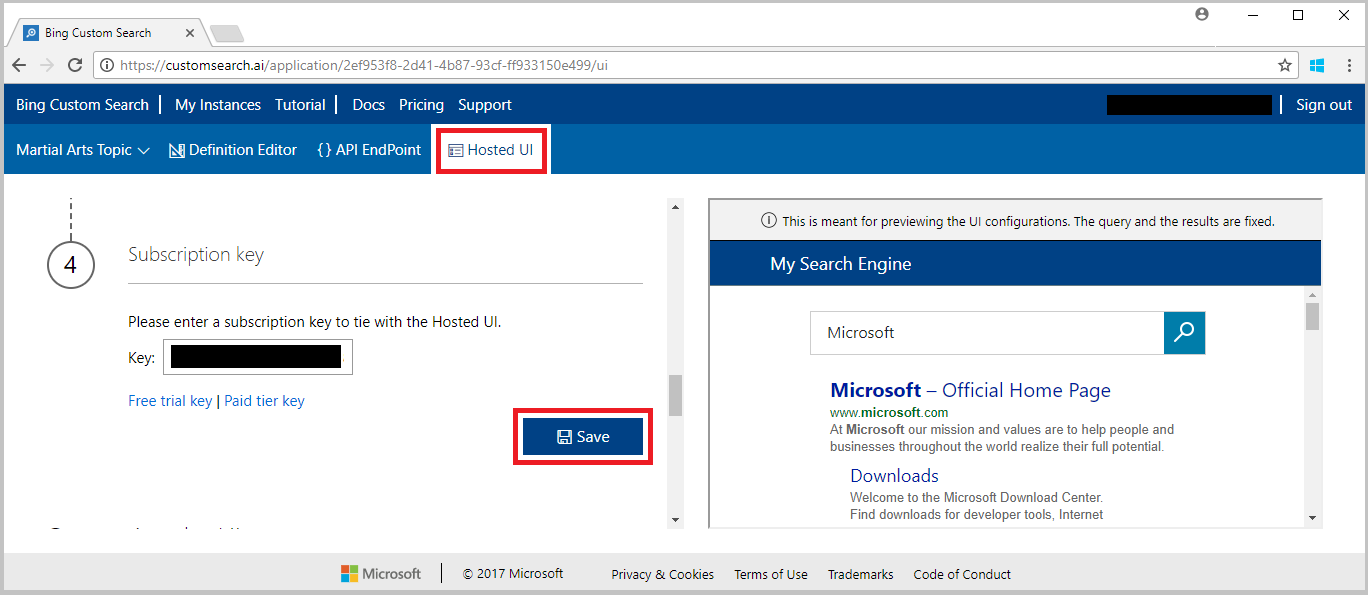 Bing Custom Search
https://customsearch.ai/application/2ef953f8-2d41-4b87-93cf-ff933150e499/ui
Bing Custom Search | My Instances Tutorial | Docs Pricing Support | Sign out
Martial Arts Topic Definition Editor {} API EndPoint Hosted UI
4
Subscription key
Please enter a subscription key to tie with the Hosted UI.
Key:
Free trial key | Paid tier key
Save
This is meant for previewing the UI configurations. The query and the results are fixed.
My Search Engine
Microsoft
Microsoft – Official Home Page
www.microsoft.com
At Microsoft our mission and values are to help people and
businesses throughout the world realize their full potential.
Downloads
Welcome to the Microsoft Download Center.
Find downloads for developer tools, Internet
Microsoft | © 2017 Microsoft Privacy & Cookies Terms of Use Trademarks Code of Conduct